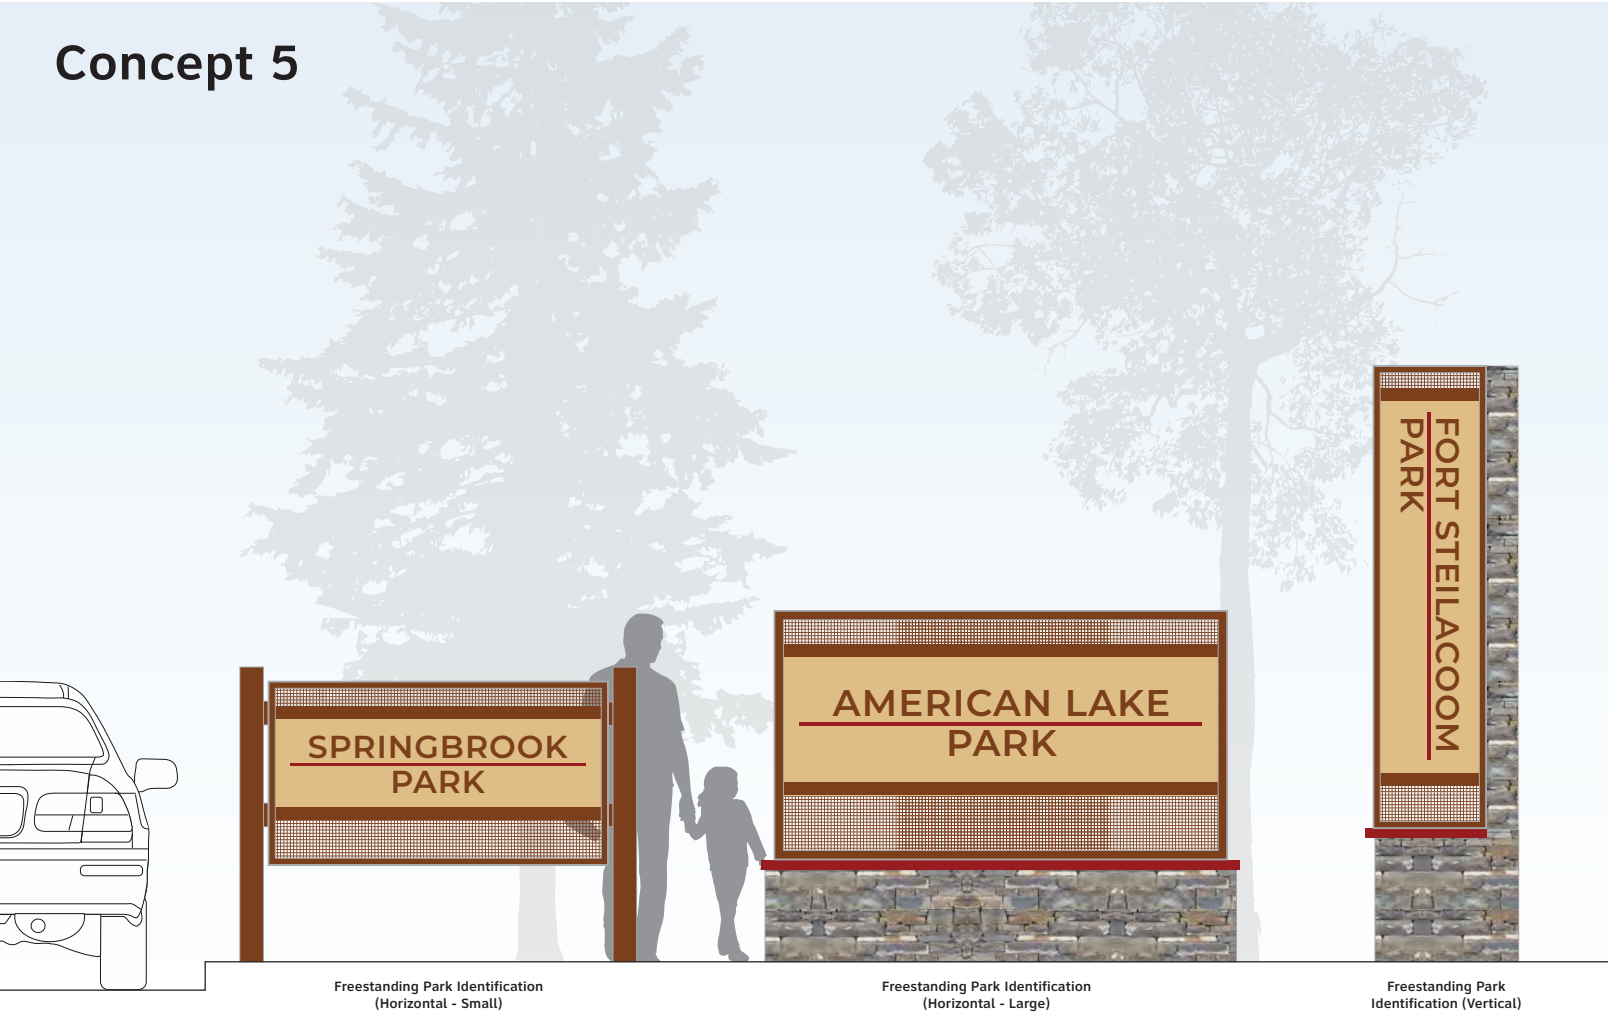 Concept 5
SPRINGBROOK
PARK
AMERICAN LAKE
PARK
FORT STEILACOOM
PARK
Freestanding Park Identification
(Horizontal - Small)
Freestanding Park Identification
(Horizontal - Large)
Freestanding Park
Identification (Vertical)